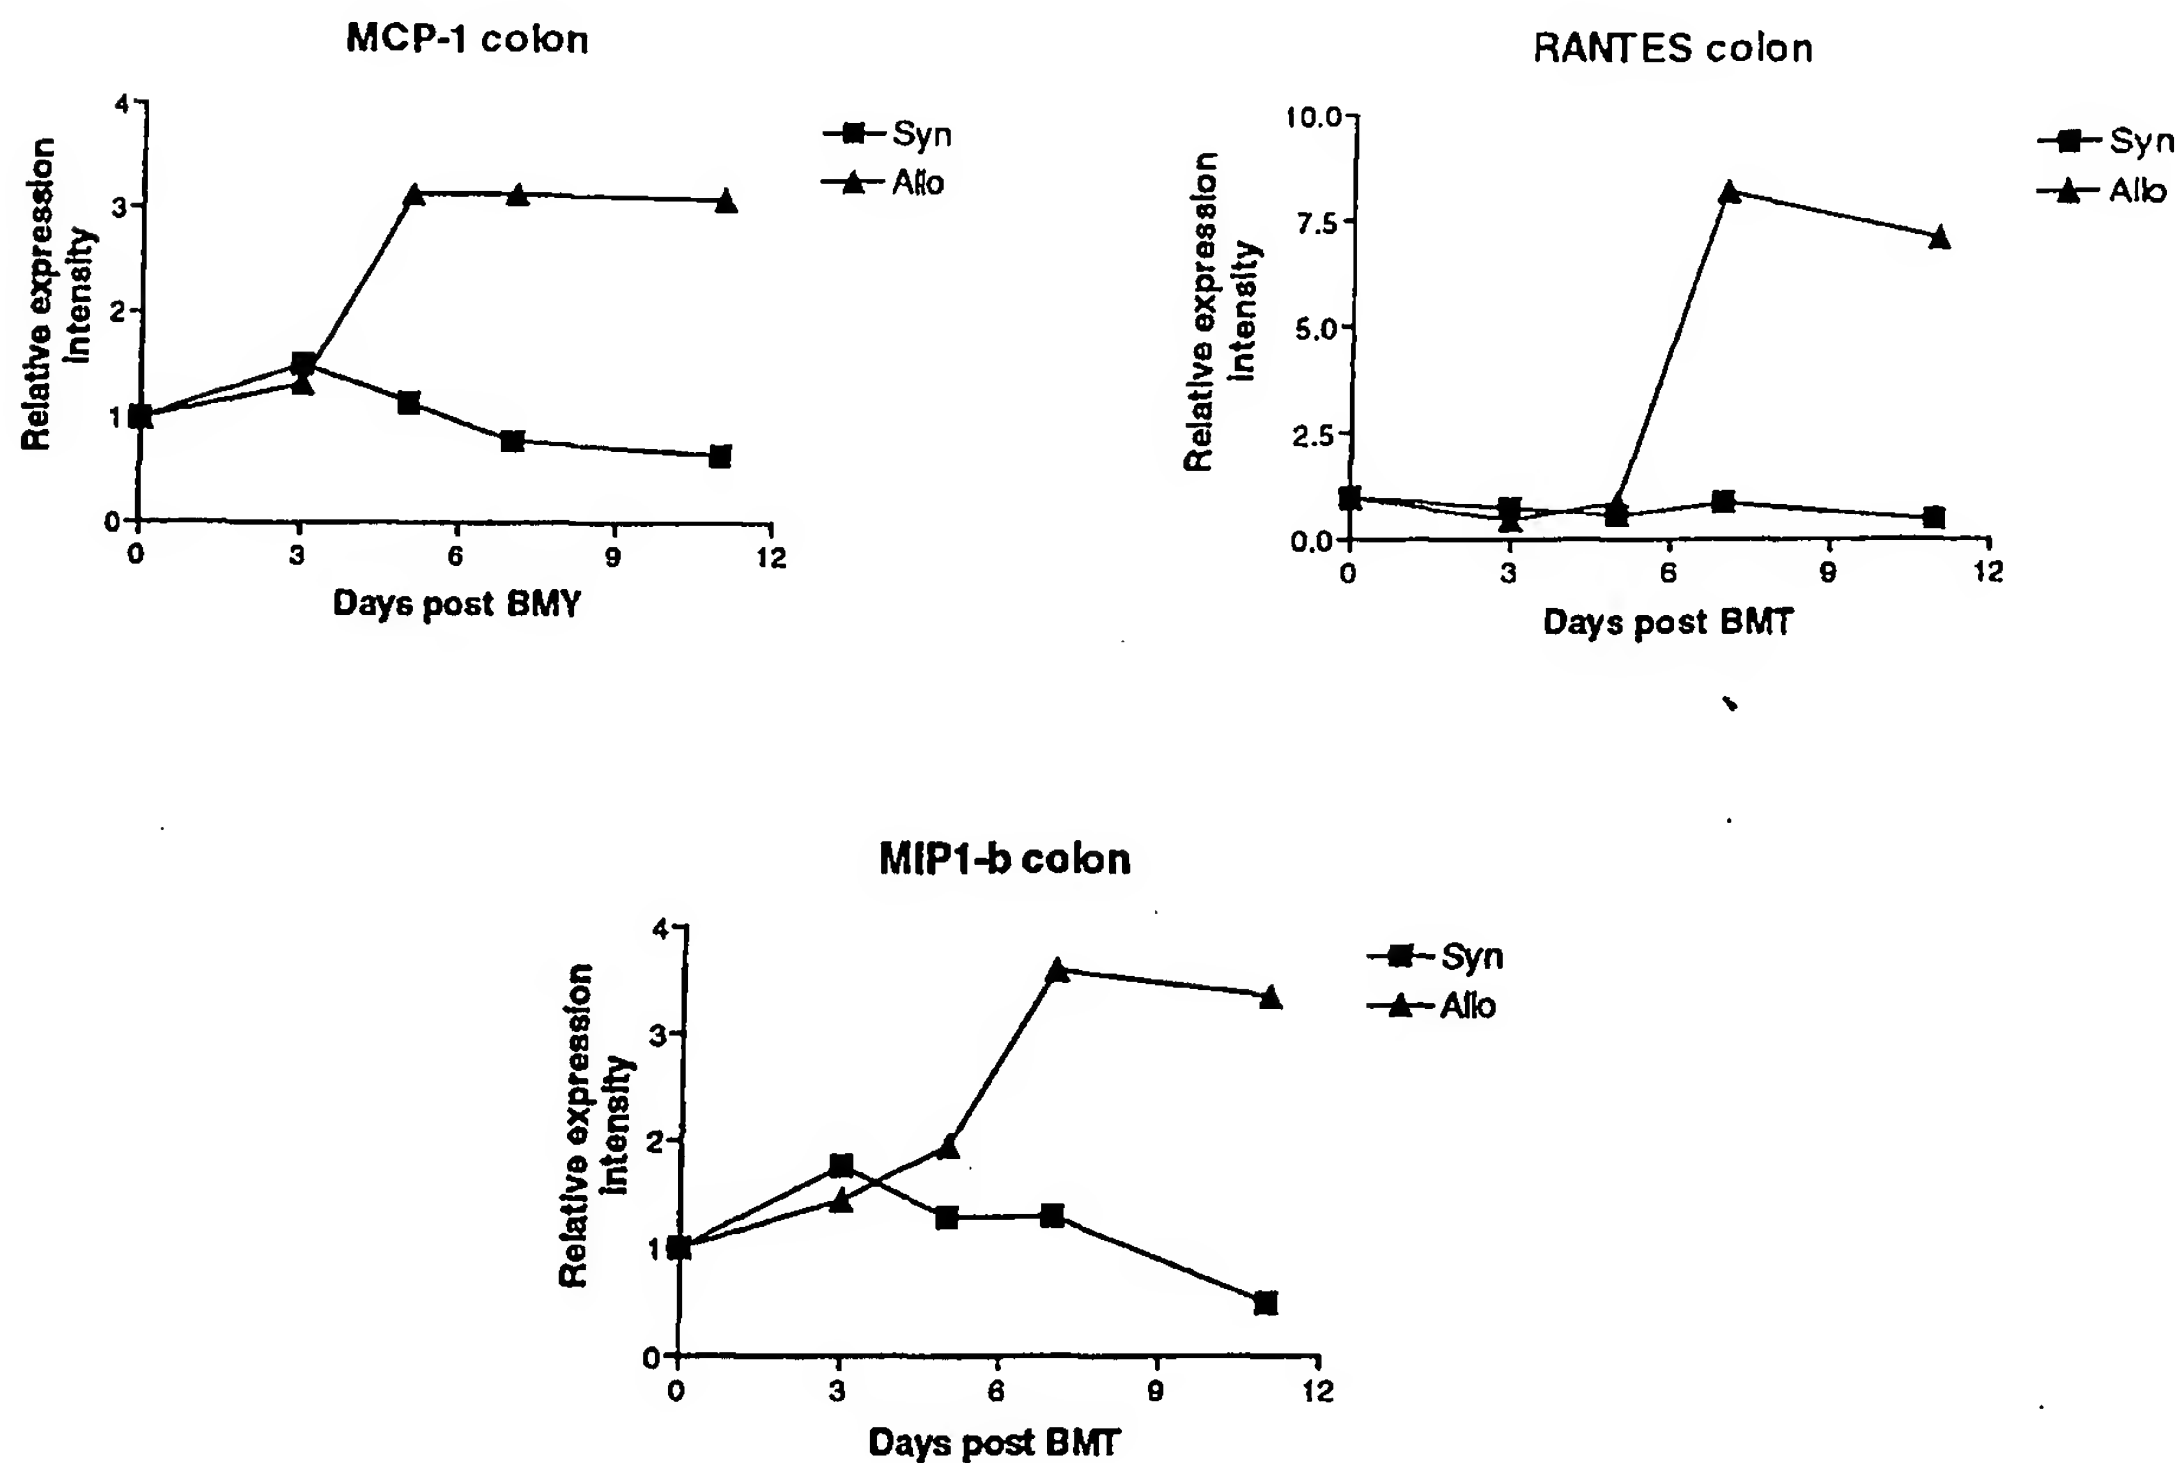 MCP-1 colon
Relative expression
intensity
4
3
2
1
0
0 3 6 9 12
Days post BMY
Syn
Allo
RANTES colon
Relative expression
intensity
10.0
7.5
5.0
2.5
0.0
0 3 6 9 12
Days post BMT
Syn
Allo
MIP1-b colon
Relative expression
intensity
4
3
2
1
0
0 3 6 9 12
Days post BMT
Syn
Allo